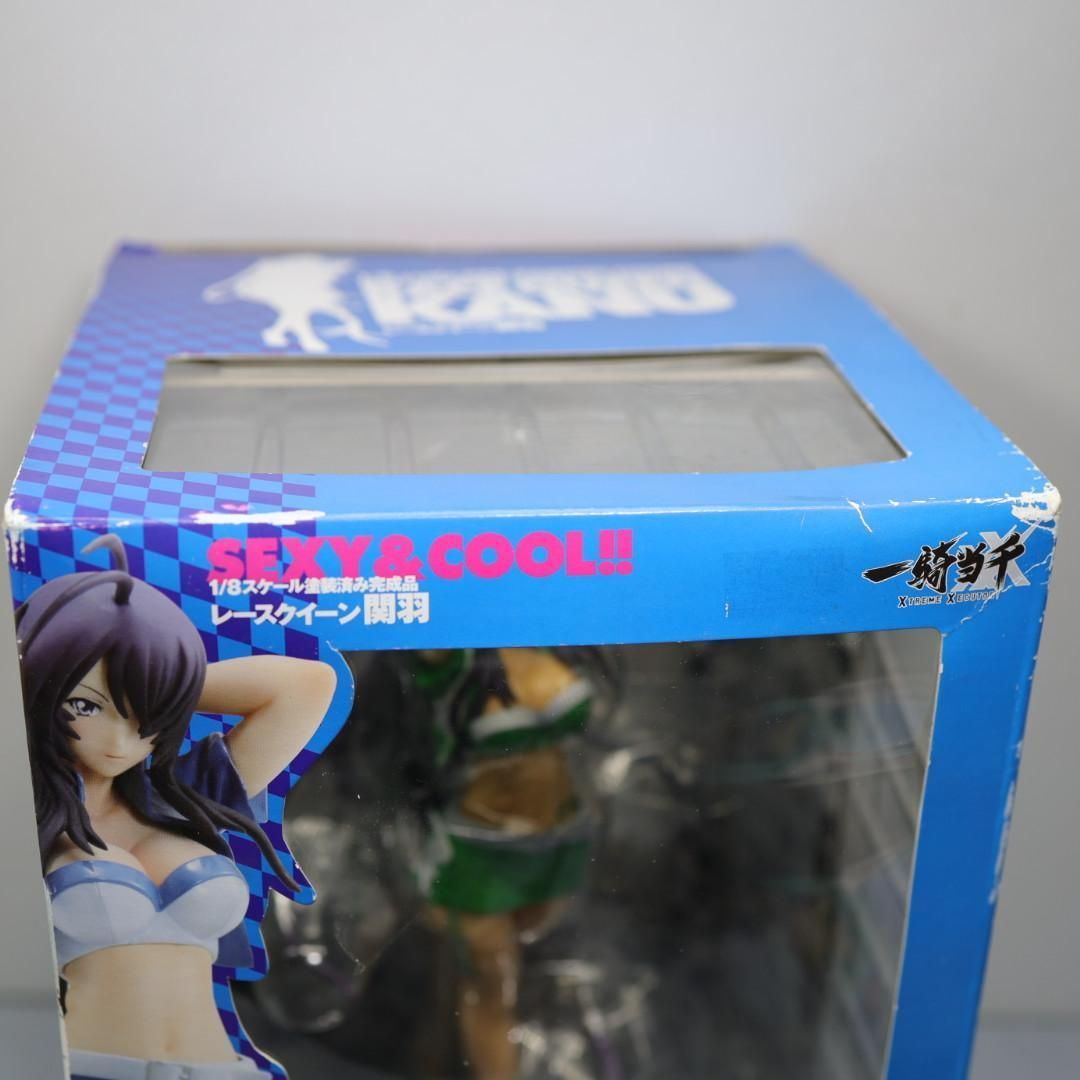 KANU
SEXY&COOL!!
1/8スケール塗装済み完成品
レースクイーン 関羽
一騎当千
XTREME XECUTOR